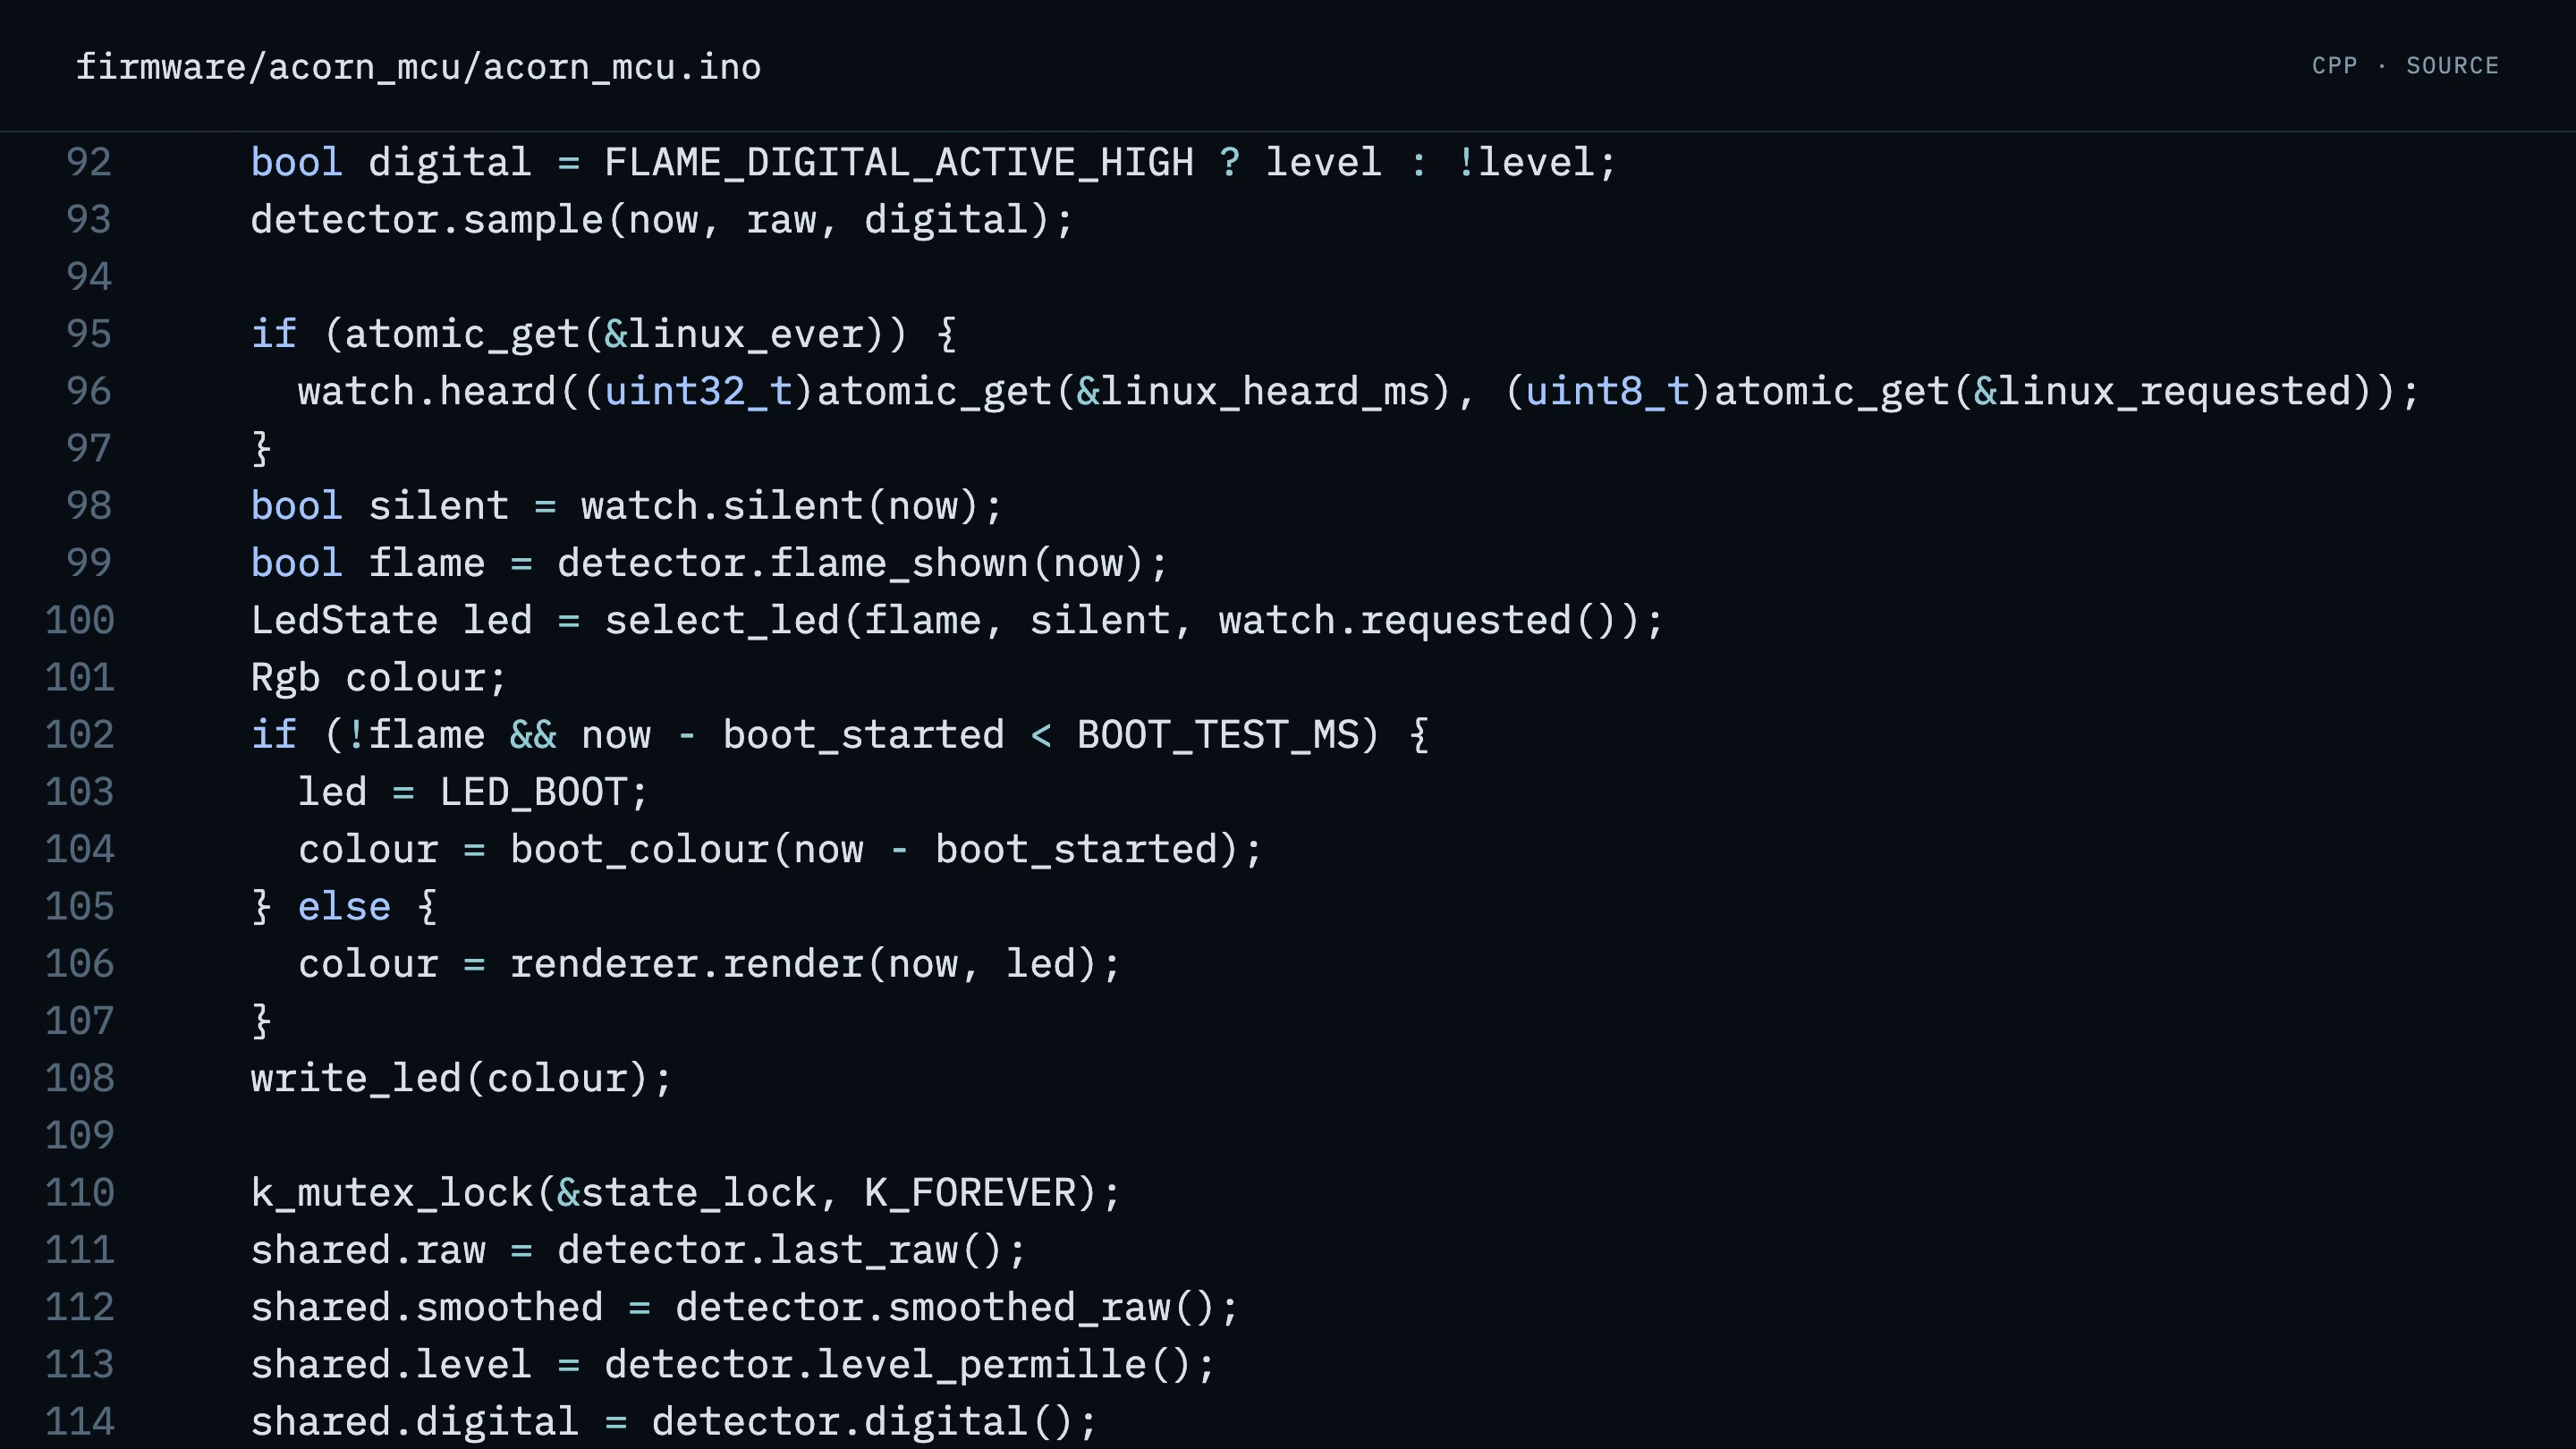 firmware/acorn_mcu/acorn_mcu.ino
CPP · SOURCE
92 bool digital = FLAME_DIGITAL_ACTIVE_HIGH ? level : !level;
93 detector.sample(now, raw, digital);
94
95 if (atomic_get(&linux_ever)) {
96 watch.heard((uint32_t)atomic_get(&linux_heard_ms), (uint8_t)atomic_get(&linux_requested));
97 }
98 bool silent = watch.silent(now);
99 bool flame = detector.flame_shown(now);
100 LedState led = select_led(flame, silent, watch.requested());
101 Rgb colour;
102 if (!flame && now - boot_started < BOOT_TEST_MS) {
103 led = LED_BOOT;
104 colour = boot_colour(now - boot_started);
105 } else {
106 colour = renderer.render(now, led);
107 }
108 write_led(colour);
109
110 k_mutex_lock(&state_lock, K_FOREVER);
111 shared.raw = detector.last_raw();
112 shared.smoothed = detector.smoothed_raw();
113 shared.level = detector.level_permille();
114 shared.digital = detector.digital();